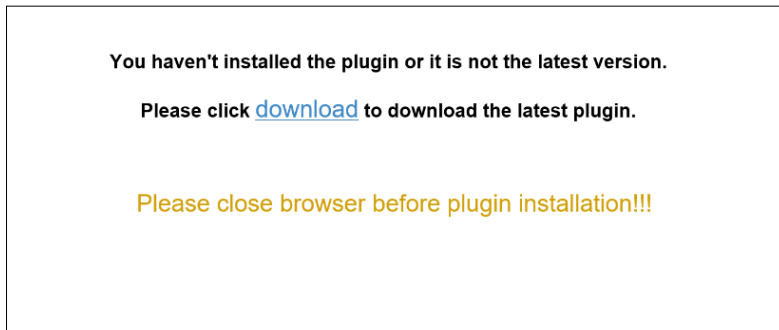 You haven't installed the plugin or it is not the latest version.
Please click download to download the latest plugin.
Please close browser before plugin installation!!!